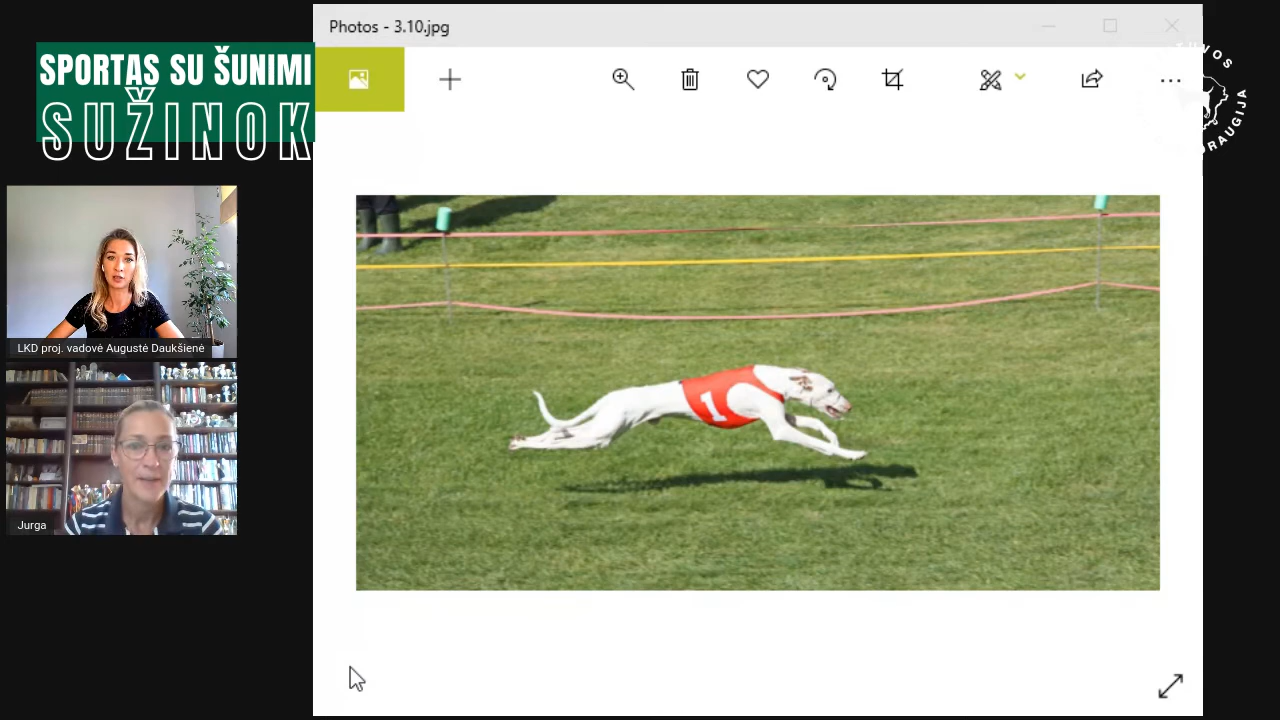 Photos - 3.10.jpg
SPORTAS SU ŠUNIMI
SUŽINOK
LKD proj. vadovė Augustė Daukšienė
Jurga
1